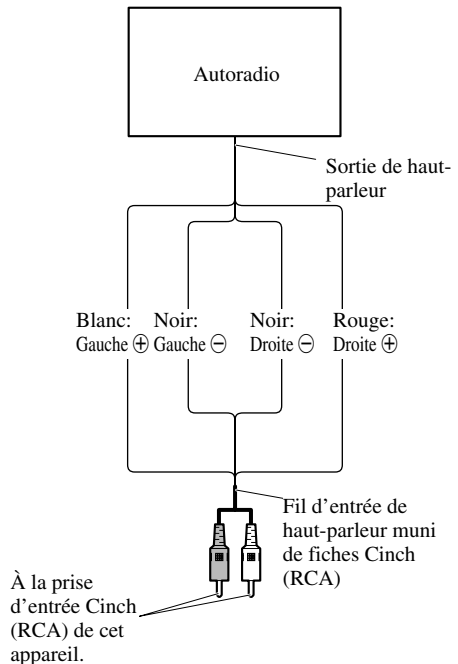 Autoradio
Sortie de haut-
parleur
Blanc: Noir: Noir: Rouge:
Gauche ⊕ Gauche ⊖ Droite ⊖ Droite ⊕
Fil d’entrée de
haut-parleur muni
de fiches Cinch
(RCA)
À la prise
d’entrée Cinch
(RCA) de cet
appareil.